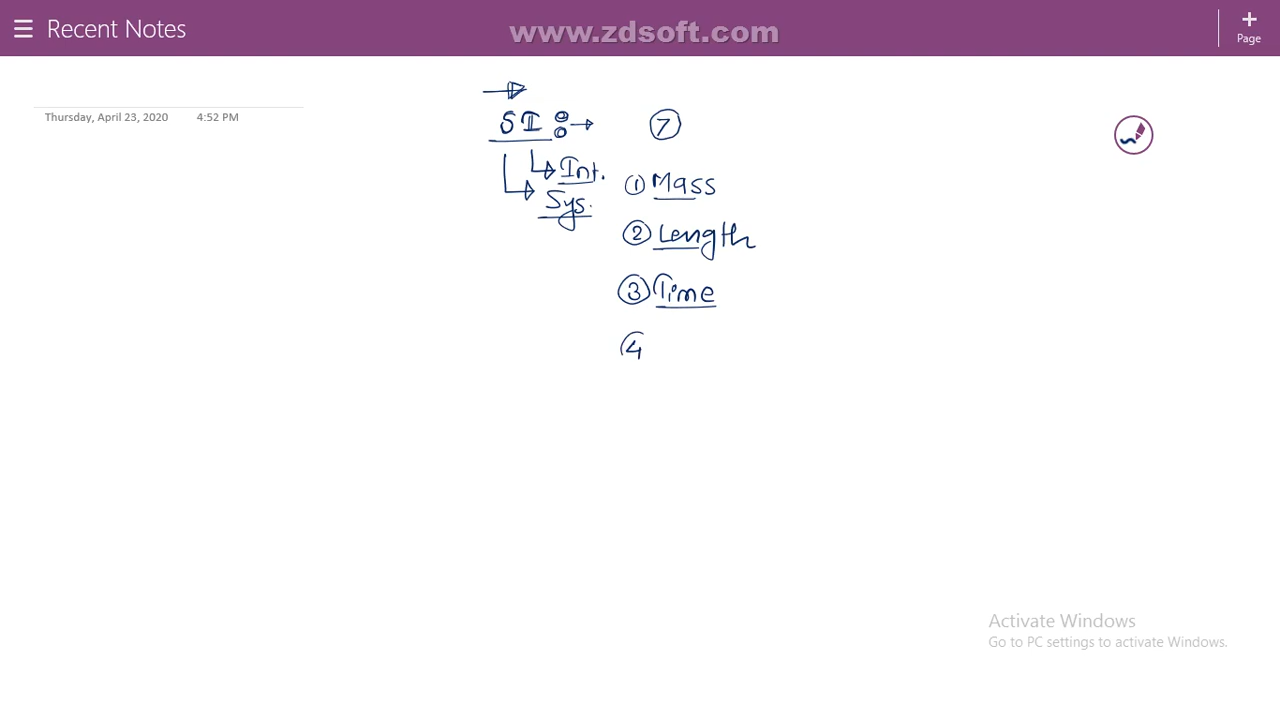 Recent Notes
www.zdsoft.com
Page
Thursday, April 23, 2020 4:52 PM
SI : → 7
Int.
Sys.
1 Mass
2 Length
3 Time
4
Activate Windows
Go to PC settings to activate Windows.